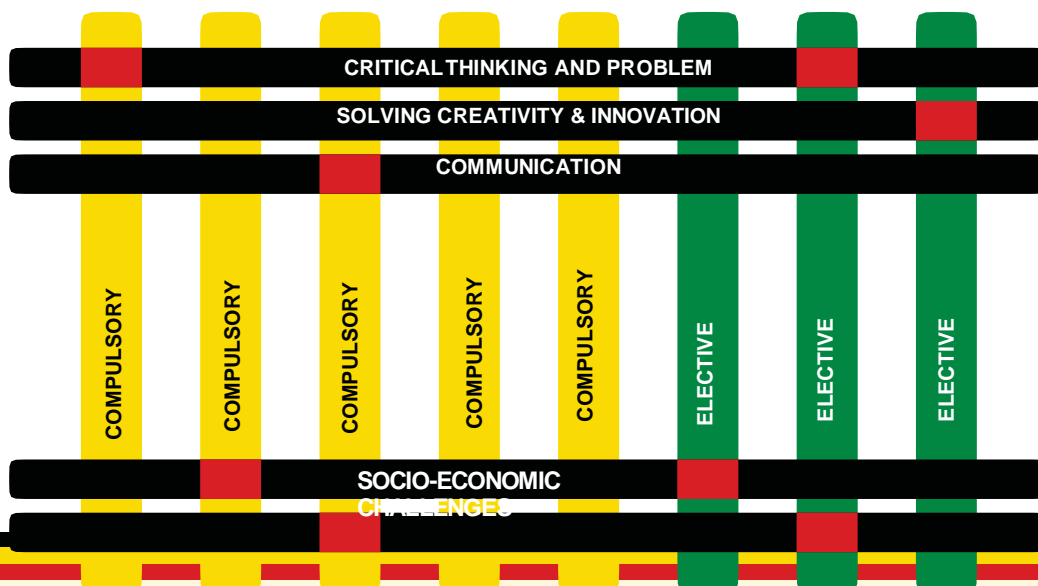 CRITICAL THINKING AND PROBLEM
SOLVING CREATIVITY & INNOVATION
COMMUNICATION
COMPULSORY
COMPULSORY
COMPULSORY
COMPULSORY
COMPULSORY
ELECTIVE
ELECTIVE
ELECTIVE
SOCIO-ECONOMIC
CHALLENGES